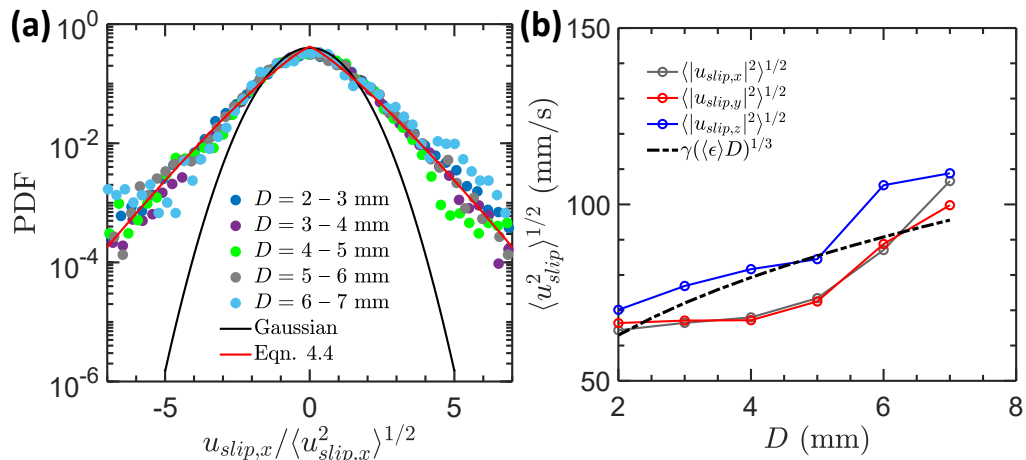 (a)
PDF
10^0
10^-2
10^-4
10^-6
D = 2 – 3 mm
D = 3 – 4 mm
D = 4 – 5 mm
D = 5 – 6 mm
D = 6 – 7 mm
Gaussian
Eqn. 4.4
-5 0 5
u_{slip,x}/⟨u^2_{slip,x}⟩^{1/2}
(b)
⟨u^2_{slip}⟩^{1/2} (mm/s)
150
100
50
⟨|u_{slip,x}|^2⟩^{1/2}
⟨|u_{slip,y}|^2⟩^{1/2}
⟨|u_{slip,z}|^2⟩^{1/2}
γ(⟨ϵ⟩D)^{1/3}
2 4 6 8
D (mm)